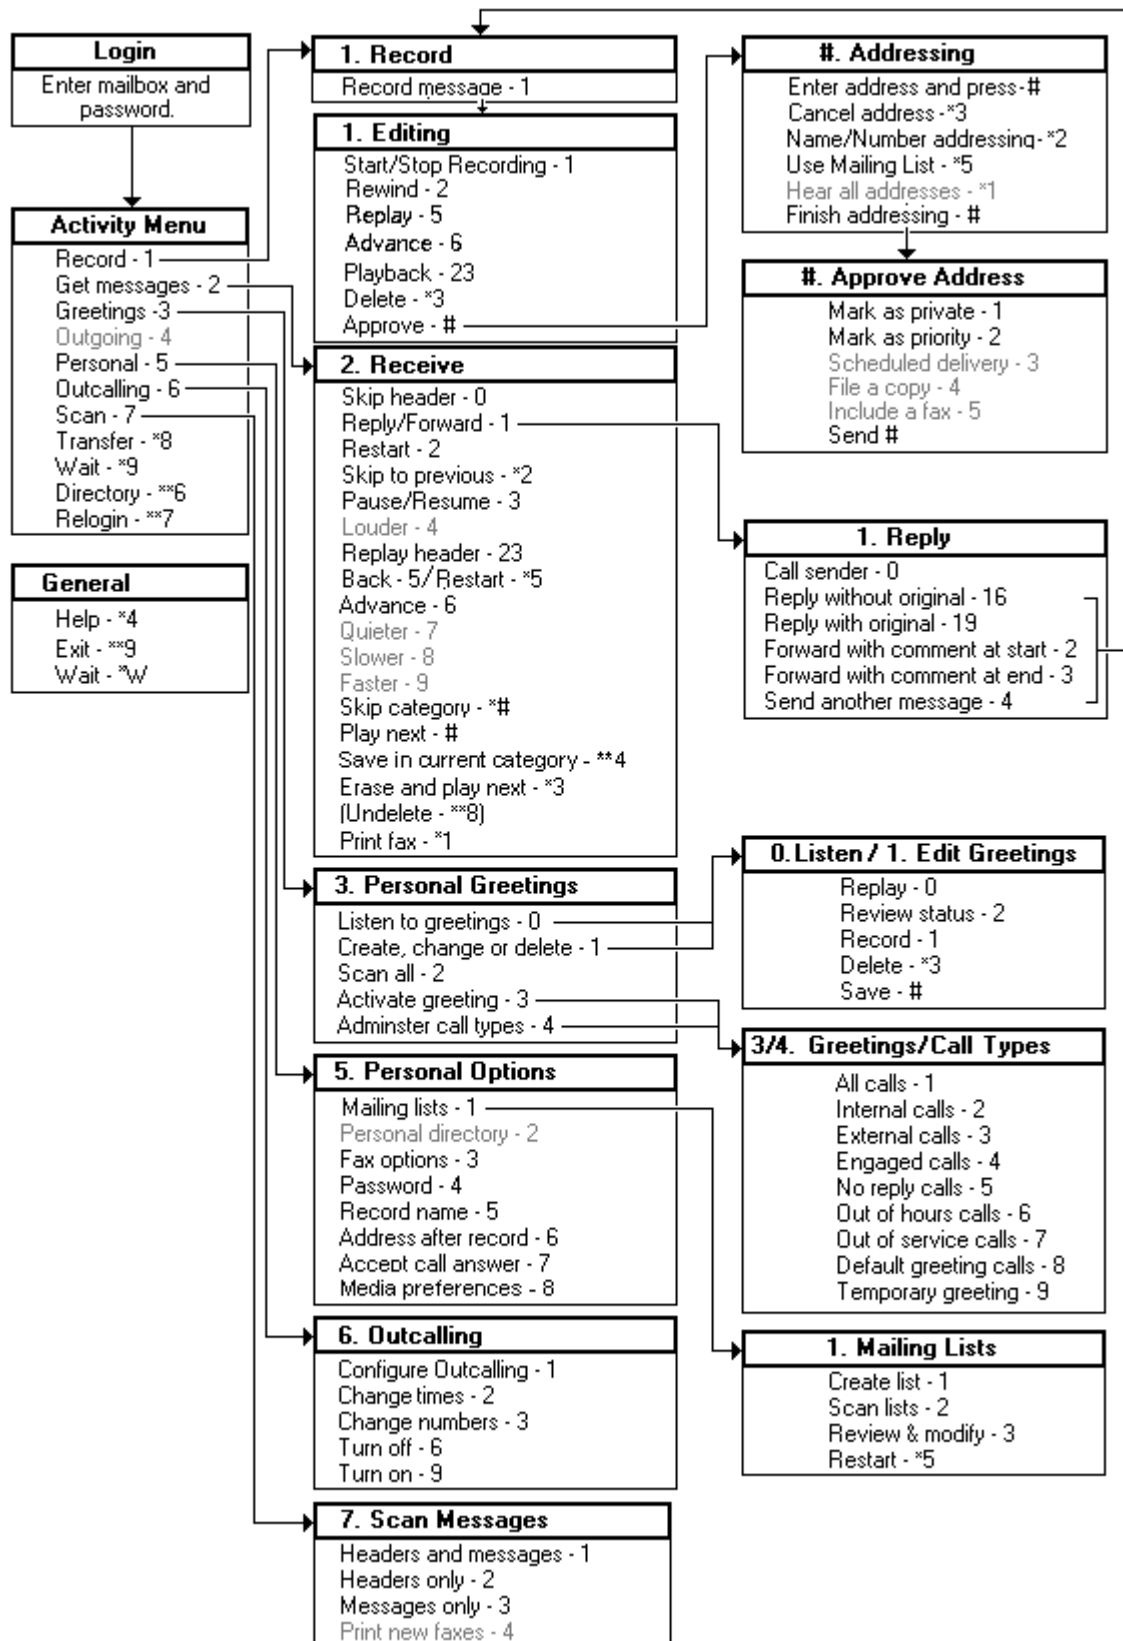 Login
Enter mailbox and
password.
Activity Menu
Record - 1
Get messages - 2
Greetings -3
Outgoing - 4
Personal - 5
Outcalling - 6
Scan - 7
Transfer - *8
Wait - *9
Directory - **6
Relogin - **7
General
Help - *4
Exit - **9
Wait - *W
1. Record
Record message - 1
1. Editing
Start/Stop Recording - 1
Rewind - 2
Replay - 5
Advance - 6
Playback - 23
Delete - *3
Approve - #
2. Receive
Skip header - 0
Reply/Forward - 1
Restart - 2
Skip to previous - *2
Pause/Resume - 3
Louder - 4
Replay header - 23
Back - 5/Restart - *5
Advance - 6
Quieter - 7
Slower - 8
Faster - 9
Skip category - *#
Play next - #
Save in current category - **4
Erase and play next - *3
(Undelete - **8)
Print fax - *1
3. Personal Greetings
Listen to greetings - 0
Create, change or delete - 1
Scan all - 2
Activate greeting - 3
Adminster call types - 4
5. Personal Options
Mailing lists - 1
Personal directory - 2
Fax options - 3
Password - 4
Record name - 5
Address after record - 6
Accept call answer - 7
Media preferences - 8
6. Outcalling
Configure Outcalling - 1
Change times - 2
Change numbers - 3
Turn off - 6
Turn on - 9
7. Scan Messages
Headers and messages - 1
Headers only - 2
Messages only - 3
Print new faxes - 4
#. Addressing
Enter address and press-#
Cancel address -*3
Name/Number addressing- *2
Use Mailing List - *5
Hear all addresses - *1
Finish addressing - #
#. Approve Address
Mark as private - 1
Mark as priority - 2
Scheduled delivery - 3
File a copy - 4
Include a fax - 5
Send #
1. Reply
Call sender - 0
Reply without original - 16
Reply with original - 19
Forward with comment at start - 2
Forward with comment at end - 3
Send another message - 4
0.Listen / 1. Edit Greetings
Replay - 0
Review status - 2
Record - 1
Delete - *3
Save - #
3/4. Greetings/Call Types
All calls - 1
Internal calls - 2
External calls - 3
Engaged calls - 4
No reply calls - 5
Out of hours calls - 6
Out of service calls - 7
Default greeting calls - 8
Temporary greeting - 9
1. Mailing Lists
Create list - 1
Scan lists - 2
Review & modify - 3
Restart - *5